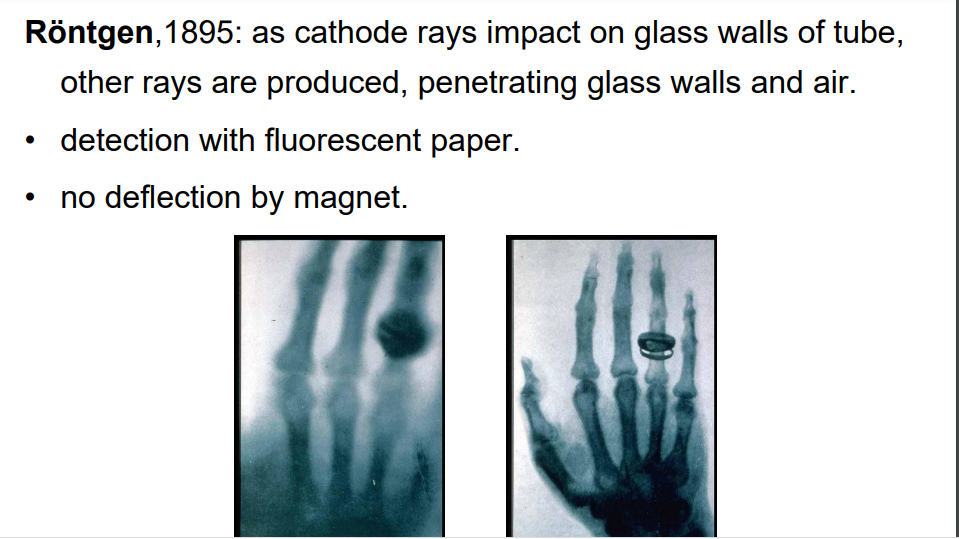 Röntgen,1895: as cathode rays impact on glass walls of tube,
other rays are produced, penetrating glass walls and air.
• detection with fluorescent paper.
• no deflection by magnet.